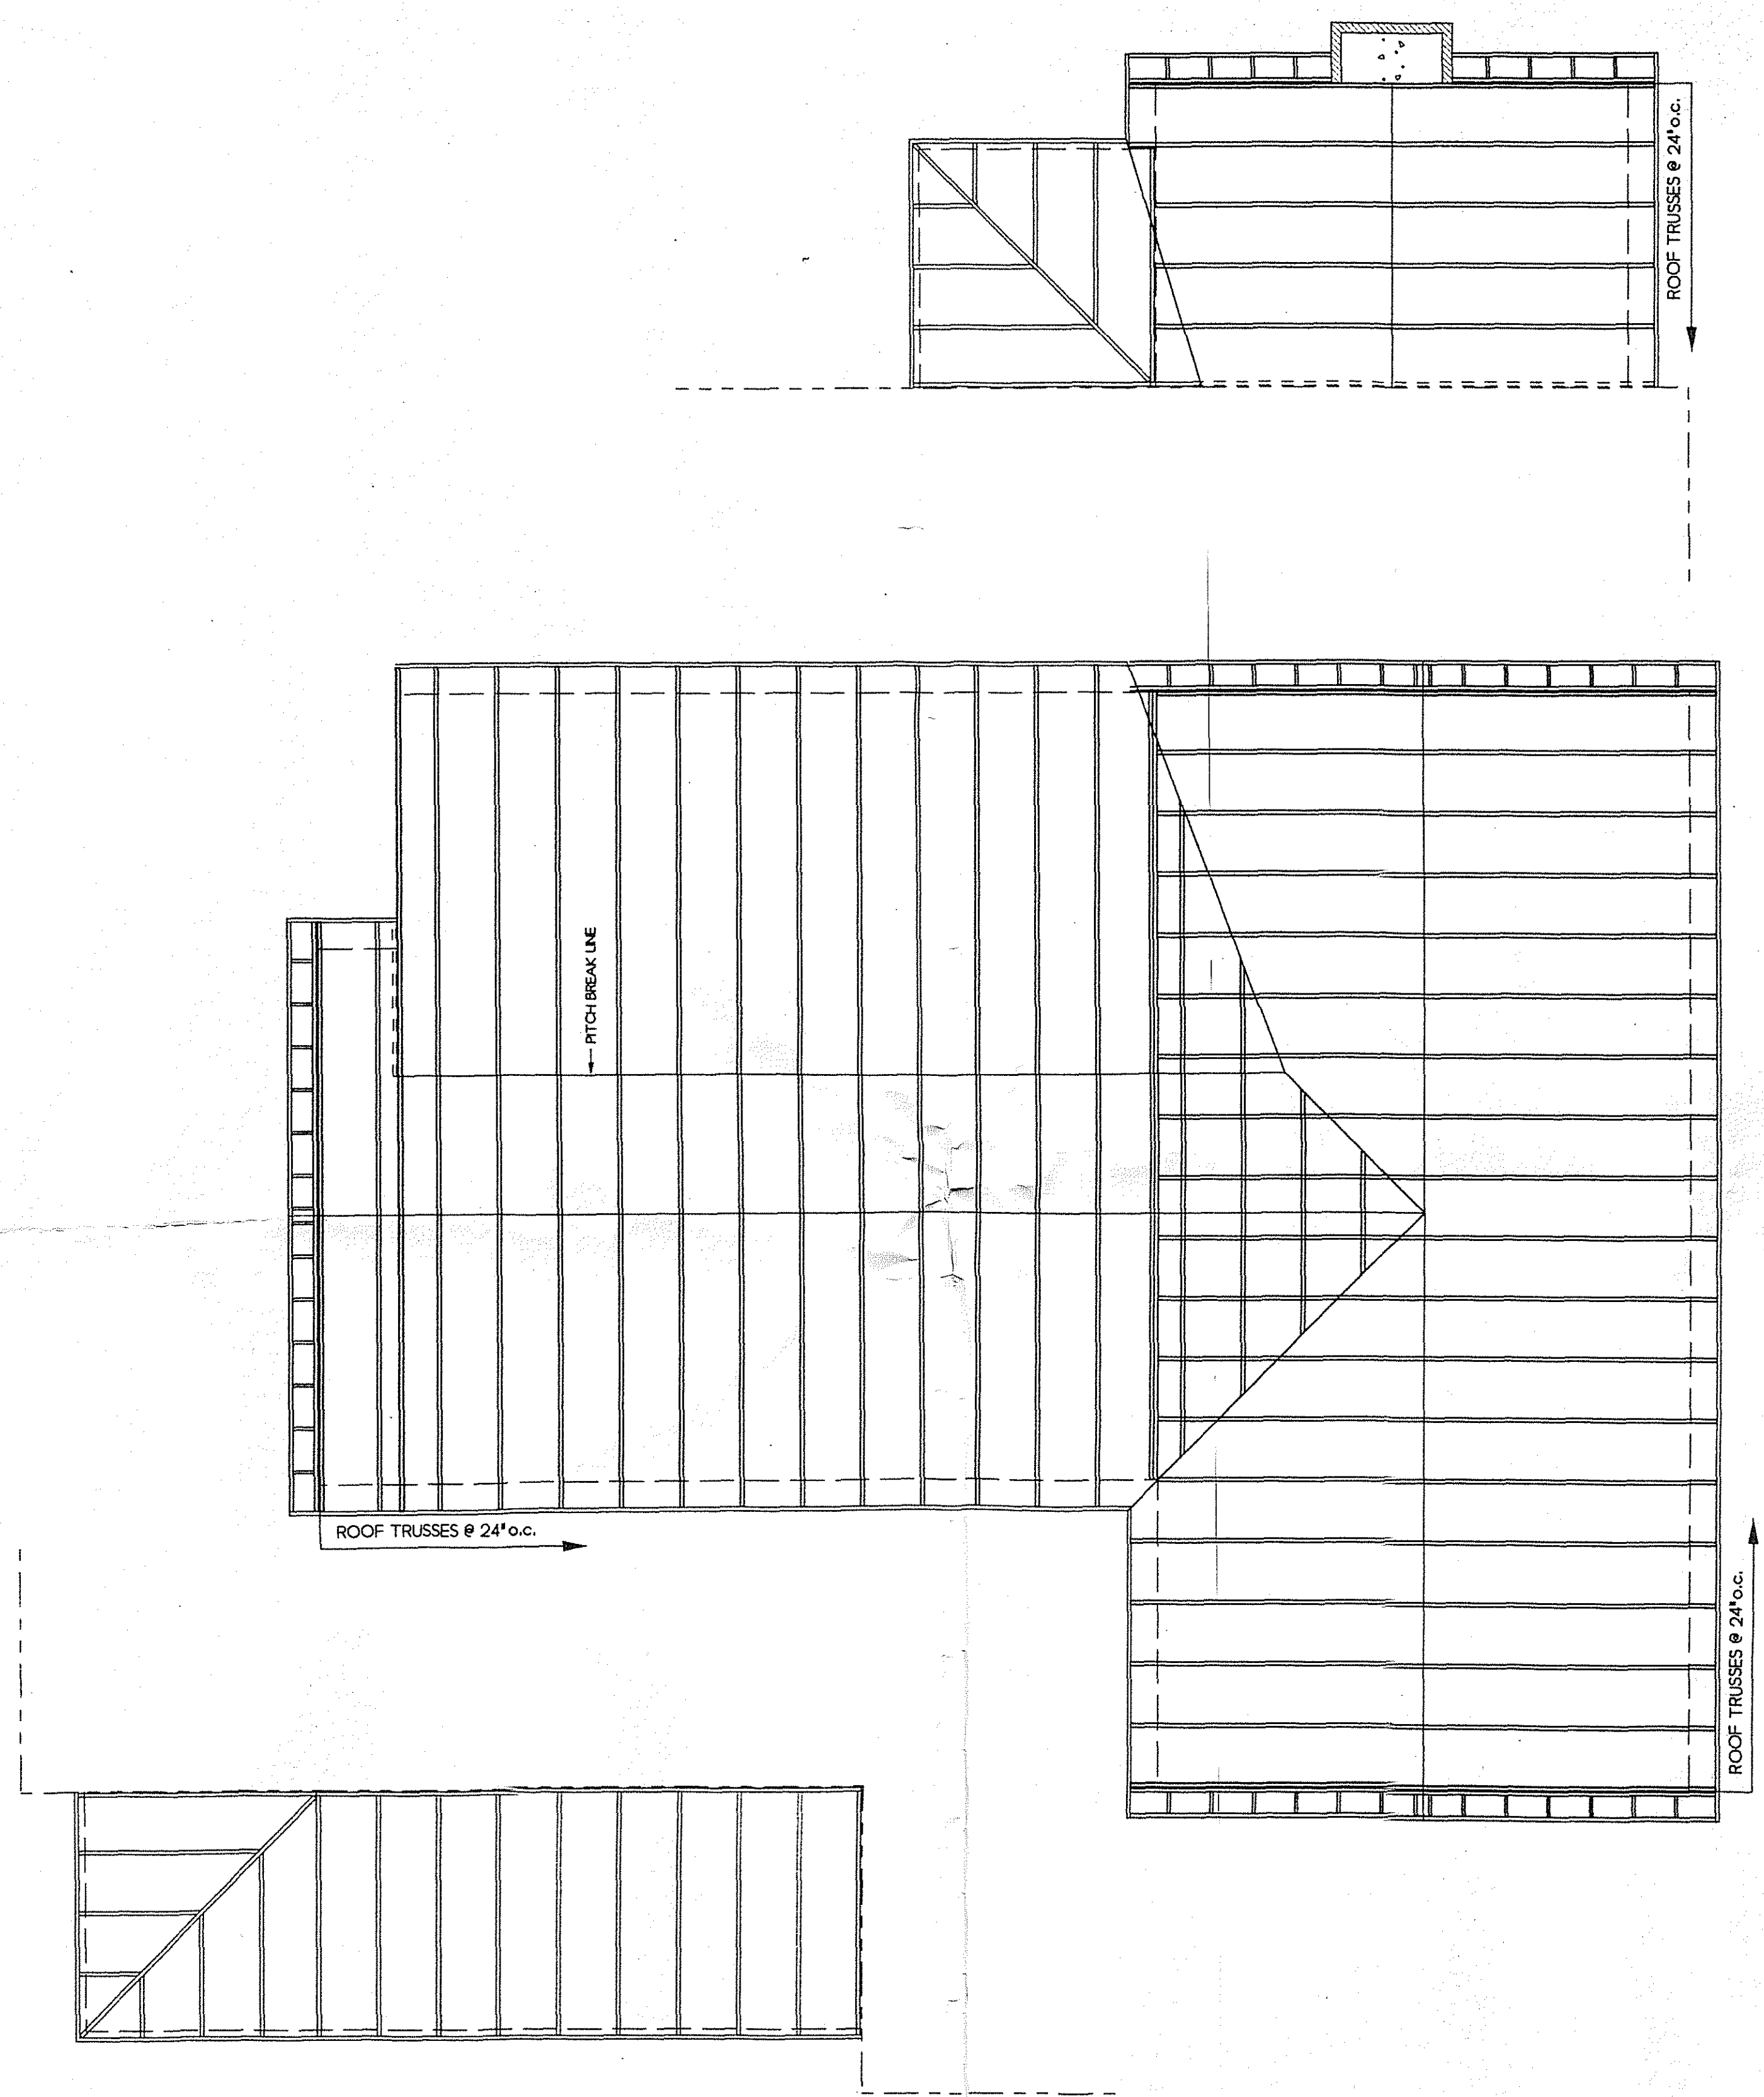 ROOF TRUSSES @ 24"o.c.
PITCH BREAK LINE
ROOF TRUSSES @ 24"o.c.
ROOF TRUSSES @ 24"o.c.